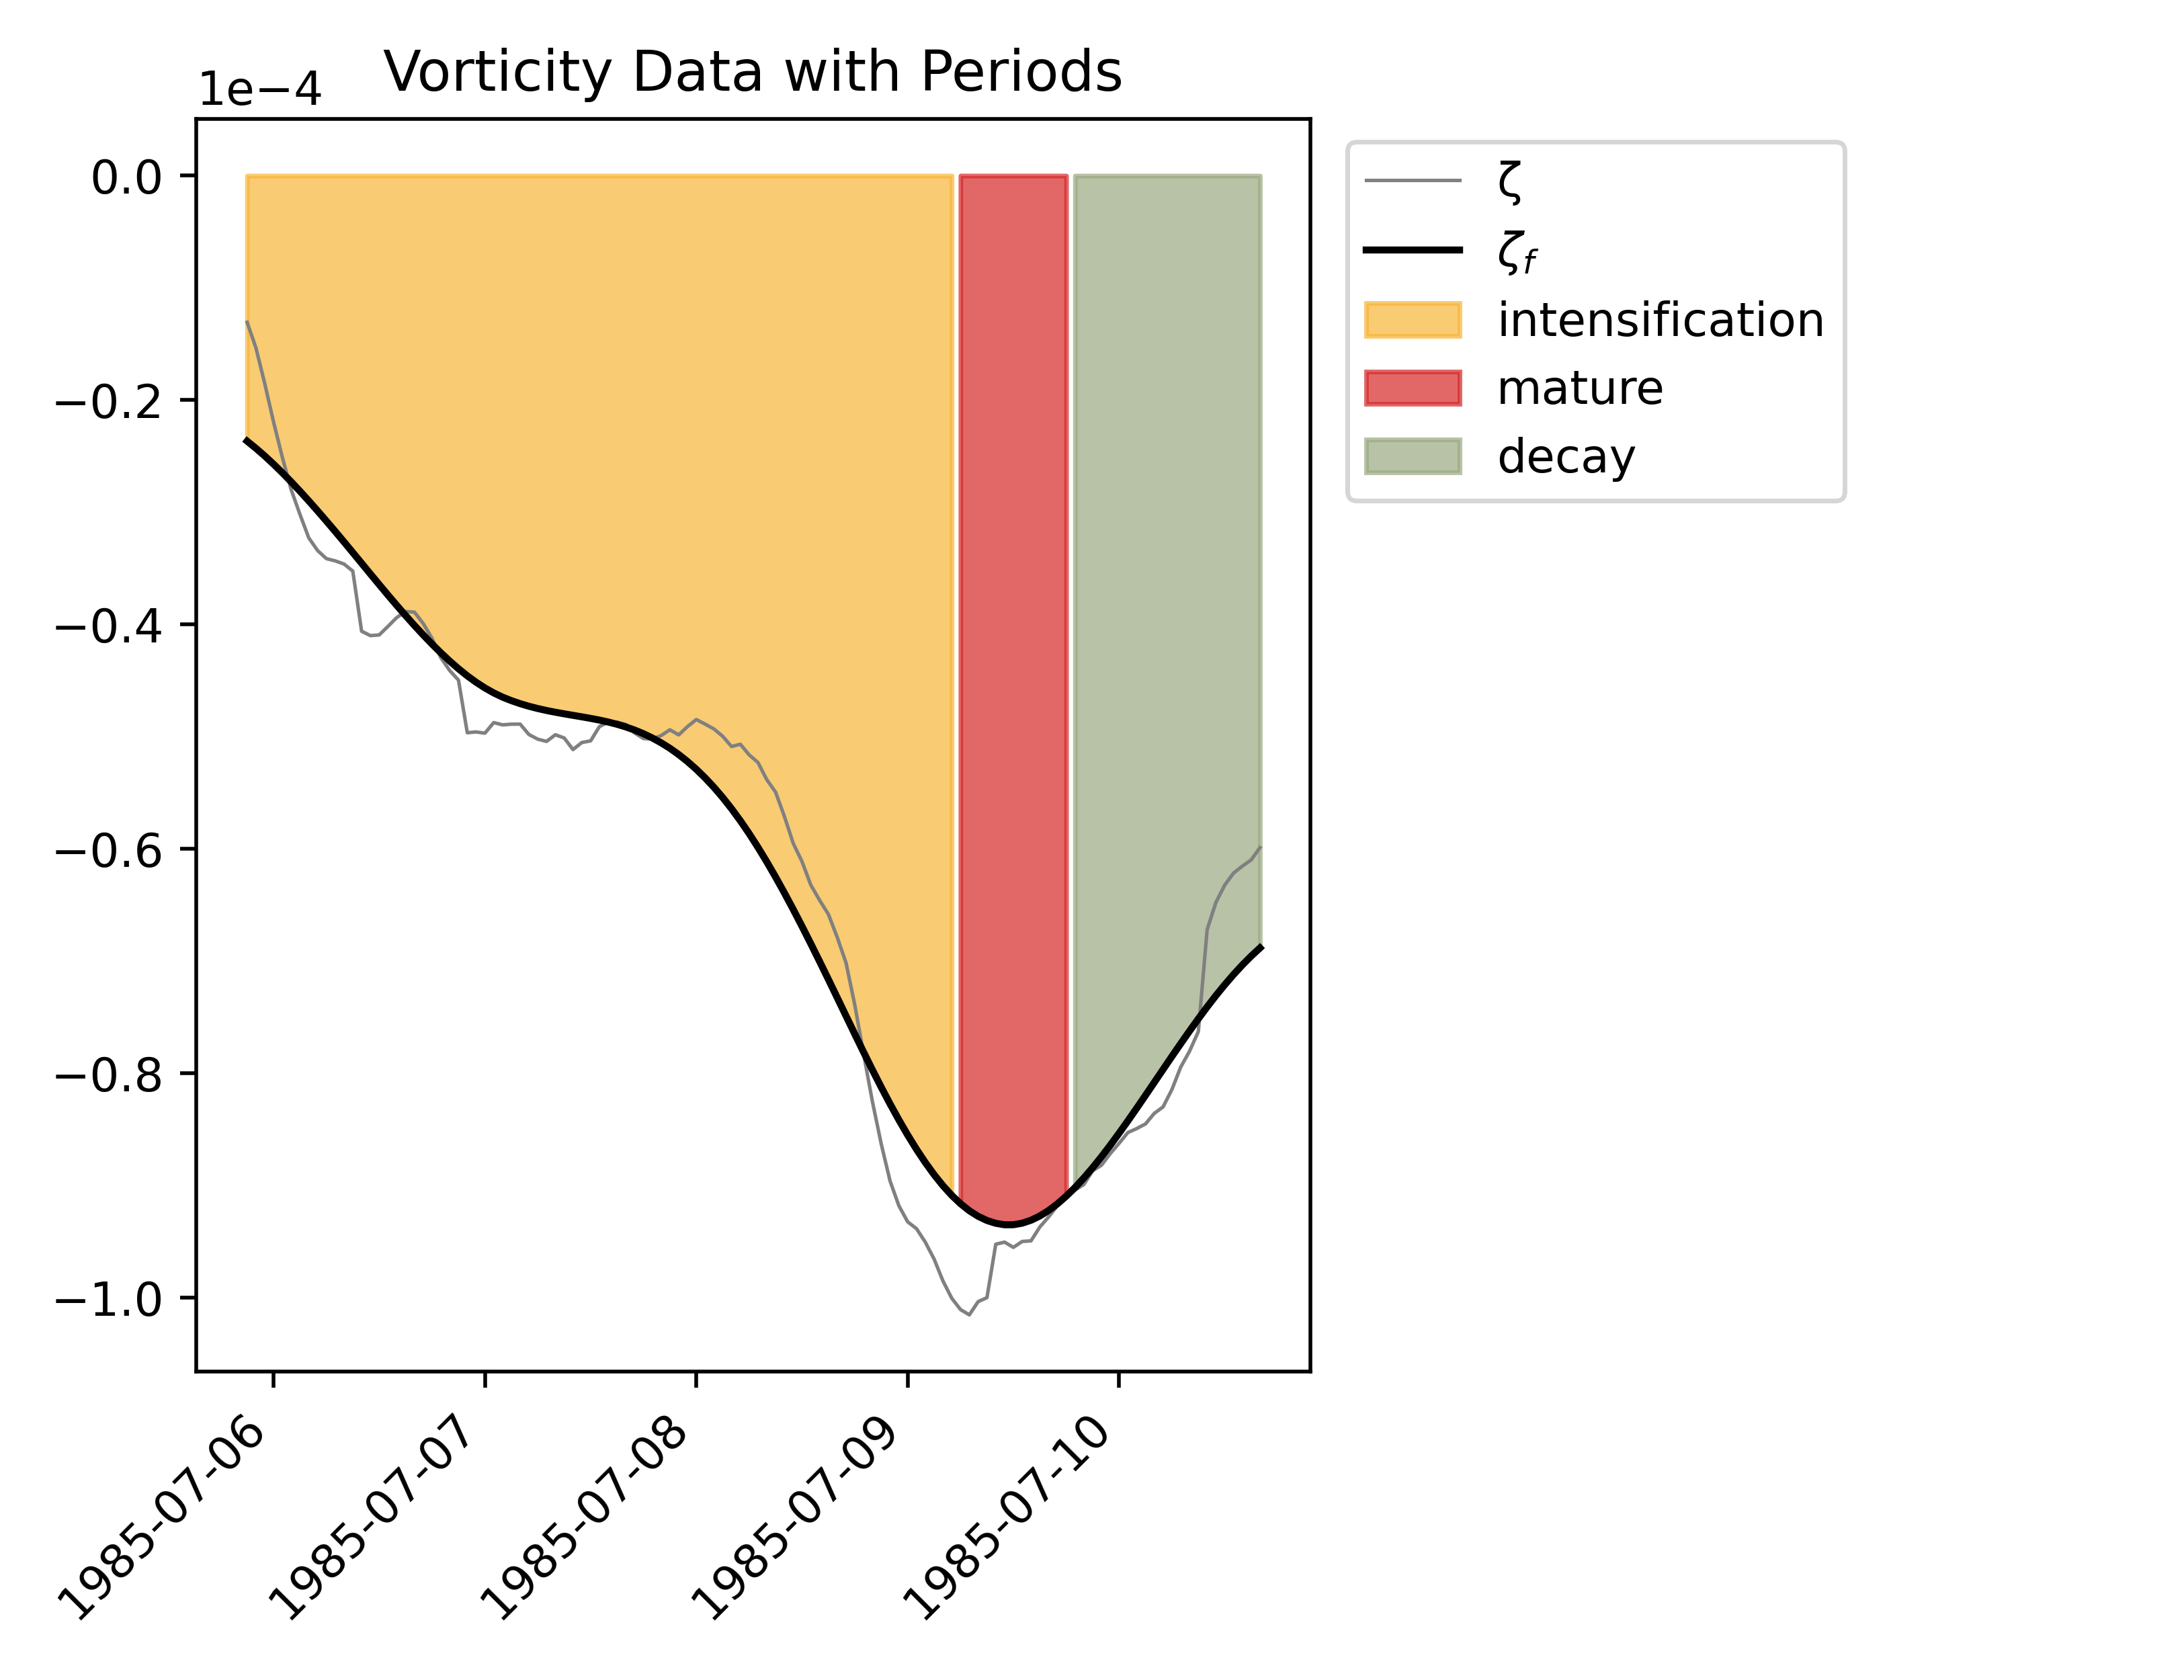 Vorticity Data with Periods
1e−4
0.0
−0.2
−0.4
−0.6
−0.8
−1.0
1985-07-06
1985-07-07
1985-07-08
1985-07-09
1985-07-10
ζ
ζf
intensification
mature
decay